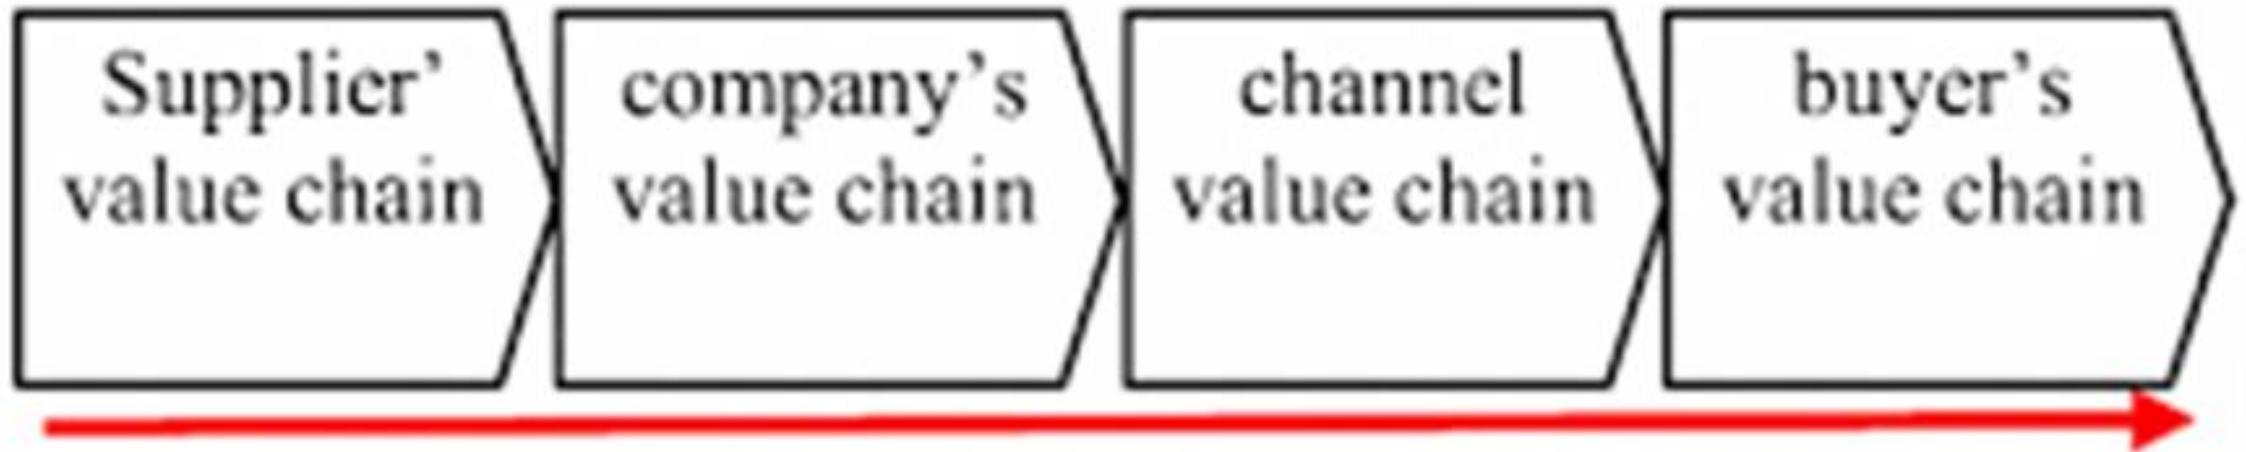 Supplier'
value chain
company's
value chain
channel
value chain
buyer's
value chain